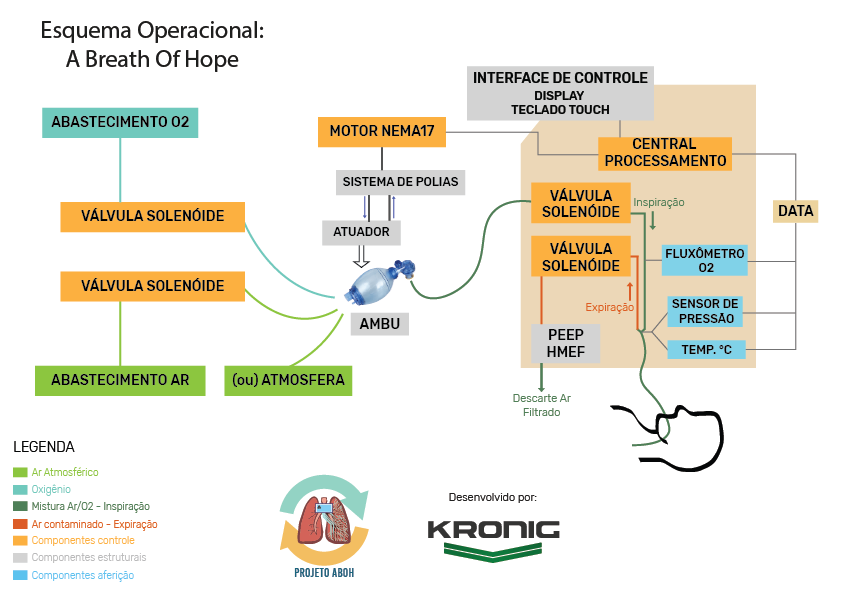 Esquema Operacional:
A Breath Of Hope
INTERFACE DE CONTROLE
DISPLAY
TECLADO TOUCH
ABASTECIMENTO O2
MOTOR NEMA17
CENTRAL
PROCESSAMENTO
SISTEMA DE POLIAS
VÁLVULA SOLENÓIDE
VÁLVULA
SOLENÓIDE
Inspiração
DATA
ATUADOR
VÁLVULA
SOLENÓIDE
FLUXÔMETRO
O2
VÁLVULA SOLENÓIDE
Expiração
SENSOR DE
PRESSÃO
AMBU
PEEP
HMEF
TEMP. °C
ABASTECIMENTO AR
(ou) ATMOSFERA
Descarte Ar
Filtrado
LEGENDA
Ar Atmosférico
Oxigênio
Mistura Ar/O2 - Inspiração
Ar contaminado - Expiração
Componentes controle
Componentes estruturais
Componentes aferição
PROJETO ABOH
Desenvolvido por:
KRONIG